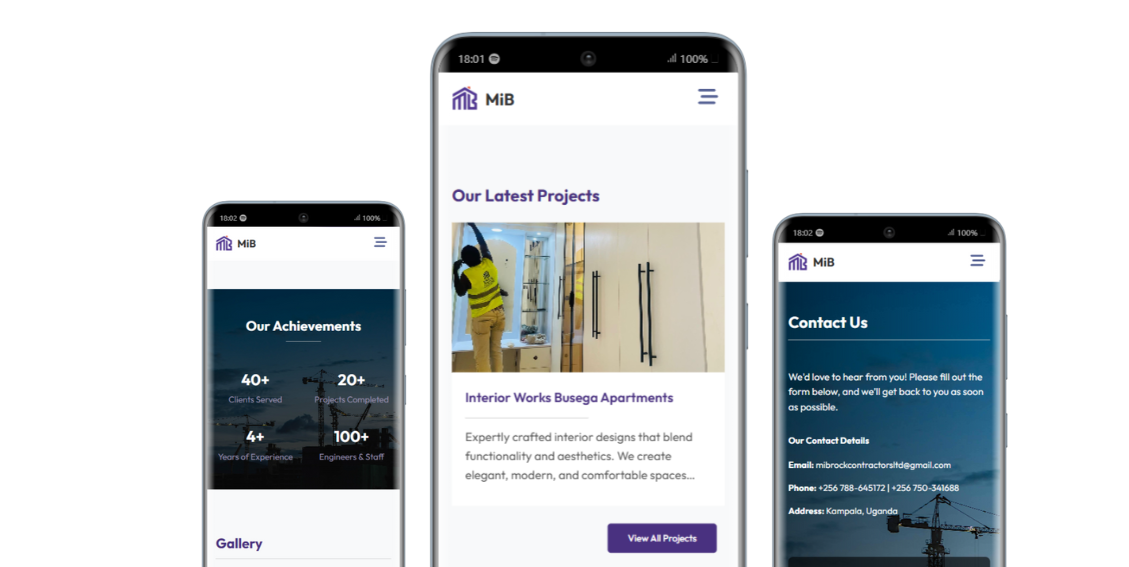 18:02
100%
MiB
Our Achievements
40+
20+
Clients Served
Projects Completed
4+
100+
Years of Experience
Engineers & Staff
Gallery
18:01
100%
MiB
Our Latest Projects
Interior Works Busega Apartments
Expertly crafted interior designs that blend
functionality and aesthetics. We create
elegant, modern, and comfortable spaces...
View All Projects
18:02
100%
MiB
Contact Us
We'd love to hear from you! Please fill out the
form below, and we'll get back to you as soon
as possible.
Our Contact Details
Email: mibrockcontractorsltd@gmail.com
Phone: +256 788-645172 | +256 750-341688
Address: Kampala, Uganda